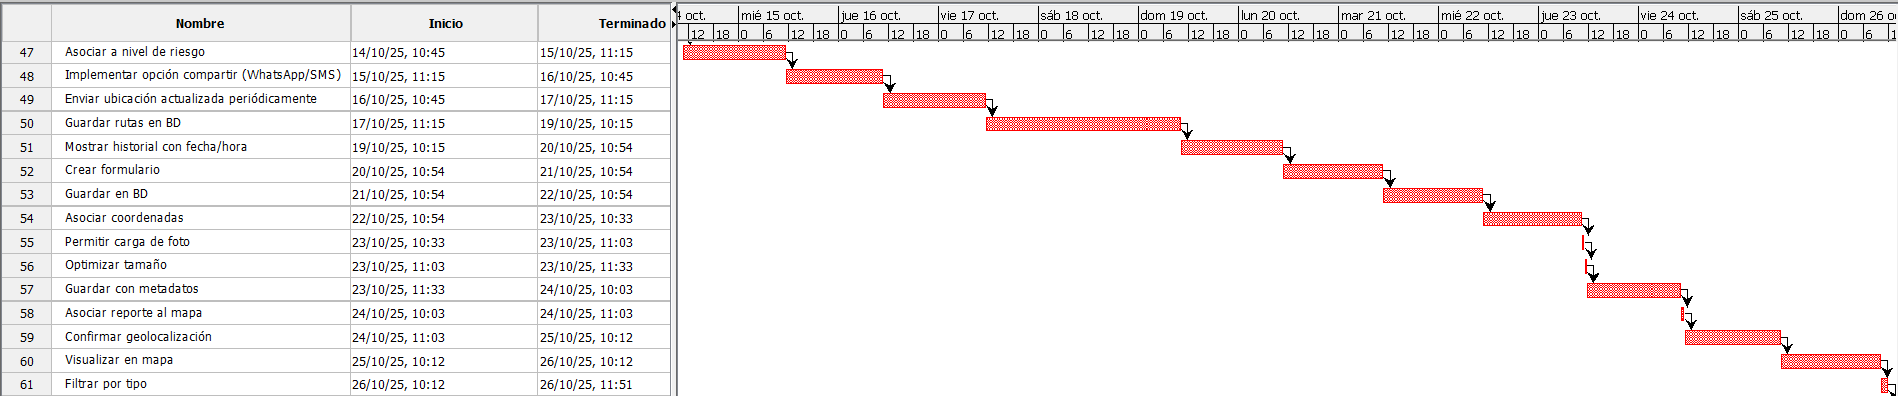 Nombre Inicio Terminado
47 Asociar a nivel de riesgo 14/10/25, 10:45 15/10/25, 11:15
48 Implementar opción compartir (WhatsApp/SMS) 15/10/25, 11:15 16/10/25, 10:45
49 Enviar ubicación actualizada periódicamente 16/10/25, 10:45 17/10/25, 11:15
50 Guardar rutas en BD 17/10/25, 11:15 19/10/25, 10:15
51 Mostrar historial con fecha/hora 19/10/25, 10:15 20/10/25, 10:54
52 Crear formulario 20/10/25, 10:54 21/10/25, 10:54
53 Guardar en BD 21/10/25, 10:54 22/10/25, 10:54
54 Asociar coordenadas 22/10/25, 10:54 23/10/25, 10:33
55 Permitir carga de foto 23/10/25, 10:33 23/10/25, 11:03
56 Optimizar tamaño 23/10/25, 11:03 23/10/25, 11:33
57 Guardar con metadatos 23/10/25, 11:33 24/10/25, 10:03
58 Asociar reporte al mapa 24/10/25, 10:03 24/10/25, 11:03
59 Confirmar geolocalización 24/10/25, 11:03 25/10/25, 10:12
60 Visualizar en mapa 25/10/25, 10:12 26/10/25, 10:12
61 Filtrar por tipo 26/10/25, 10:12 26/10/25, 11:51
4 oct. mié 15 oct. jue 16 oct. vie 17 oct. sáb 18 oct. dom 19 oct. lun 20 oct. mar 21 oct. mié 22 oct. jue 23 oct. vie 24 oct. sáb 25 oct. dom 26 o
12 18 0 6 12 18 0 6 12 18 0 6 12 18 0 6 12 18 0 6 12 18 0 6 12 18 0 6 12 18 0 6 12 18 0 6 12 18 0 6 12 18 0 6 12 18 0 6 1